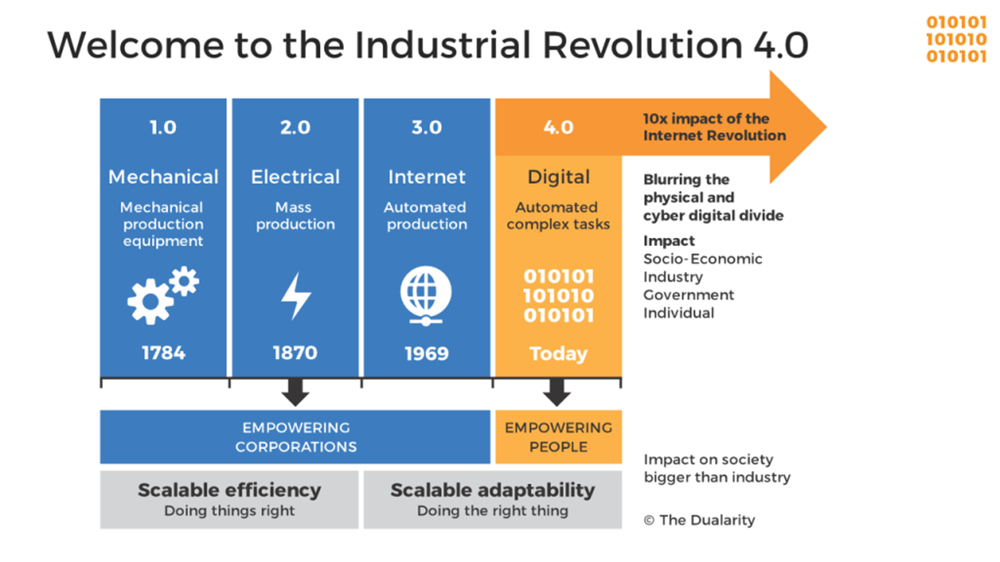 Welcome to the Industrial Revolution 4.0
010101
101010
010101
1.0
Mechanical
Mechanical
production
equipment
1784
2.0
Electrical
Mass
production
1870
3.0
Internet
Automated
production
1969
4.0
Digital
Automated
complex tasks
010101
101010
010101
Today
10x impact of the
Internet Revolution
Blurring the
physical and
cyber digital divide
Impact
Socio-Economic
Industry
Government
Individual
EMPOWERING
CORPORATIONS
EMPOWERING
PEOPLE
Scalable efficiency
Doing things right
Scalable adaptability
Doing the right thing
Impact on society
bigger than industry
© The Dualarity